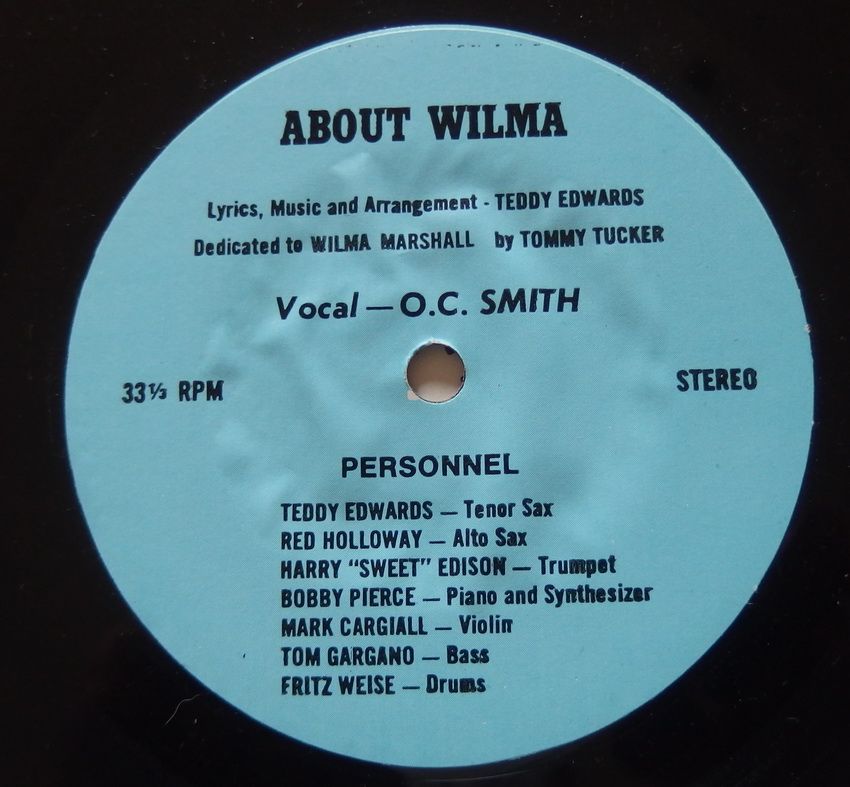 ABOUT WILMA
Lyrics, Music and Arrangement - TEDDY EDWARDS
Dedicated to WILMA MARSHALL by TOMMY TUCKER
Vocal — O.C. SMITH
33⅓ RPM
STEREO
PERSONNEL
TEDDY EDWARDS — Tenor Sax
RED HOLLOWAY — Alto Sax
HARRY "SWEET" EDISON — Trumpet
BOBBY PIERCE — Piano and Synthesizer
MARK CARGIALL — Violin
TOM GARGANO — Bass
FRITZ WEISE — Drums